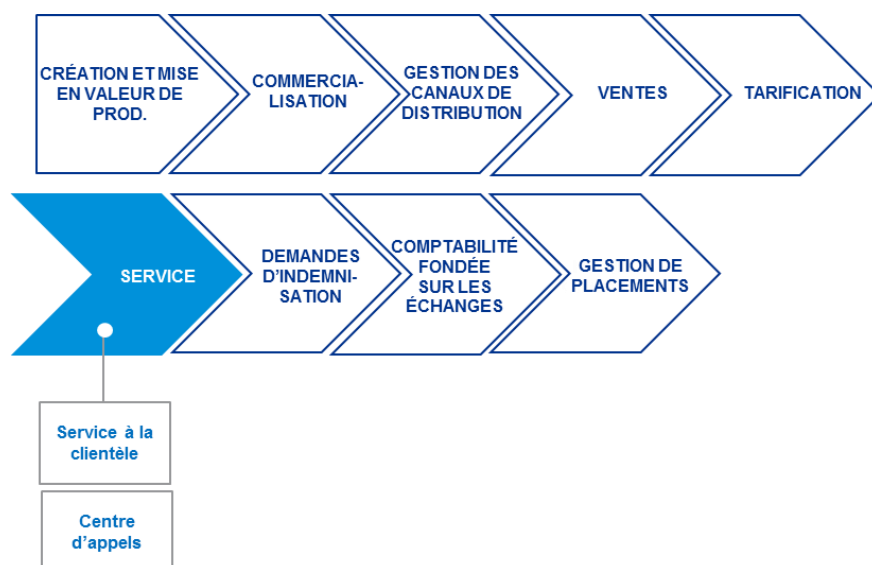 CRÉATION ET MISE
EN VALEUR DE
PROD.
COMMERCIA-
LISATION
GESTION DES
CANAUX DE
DISTRIBUTION
VENTES
TARIFICATION
SERVICE
DEMANDES
D’INDEMNI-
SATION
COMPTABILITÉ
FONDÉE
SUR LES
ÉCHANGES
GESTION DE
PLACEMENTS
Service à la
clientèle
Centre
d’appels